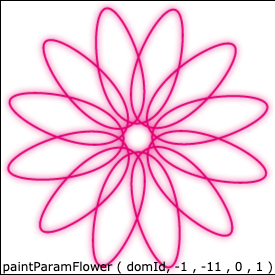 paintParamFlower ( domId, -1 , -11 , 0 , 1 )